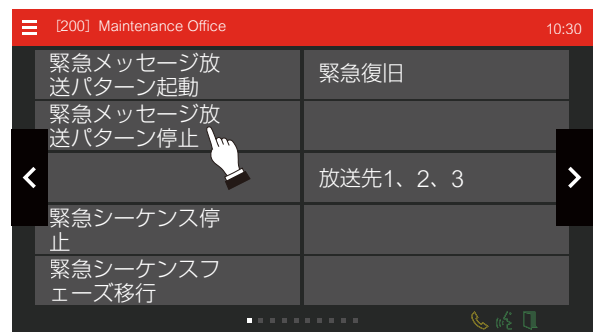 [200] Maintenance Office
10:30
緊急メッセージ放
送パターン起動
緊急復旧
緊急メッセージ放
送パターン停止
放送先1、2、3
緊急シーケンス停
止
緊急シーケンスフ
ェーズ移行